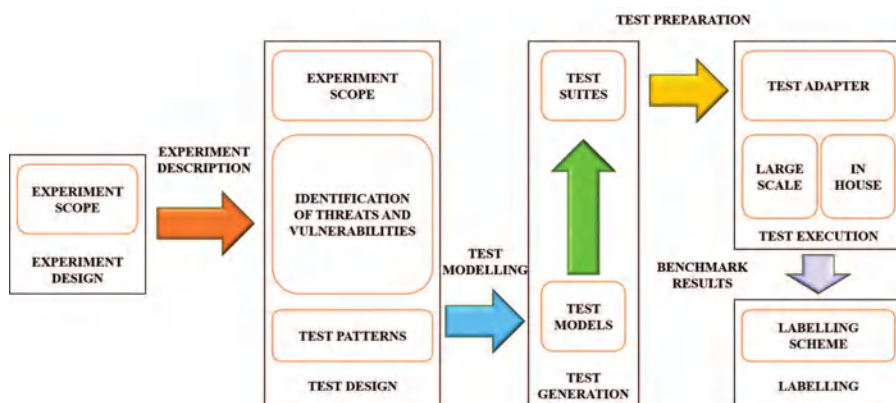 EXPERIMENT
SCOPE
EXPERIMENT
DESIGN
EXPERIMENT
DESCRIPTION
EXPERIMENT
SCOPE
IDENTIFICATION
OF THREATS AND
VULNERABILITIES
TEST PATTERNS
TEST DESIGN
TEST
MODELLING
TEST
SUITES
TEST
MODELS
TEST
GENERATION
TEST PREPARATION
TEST ADAPTER
LARGE
SCALE
IN
HOUSE
TEST EXECUTION
BENCHMARK
RESULTS
LABELLING
SCHEME
LABELLING